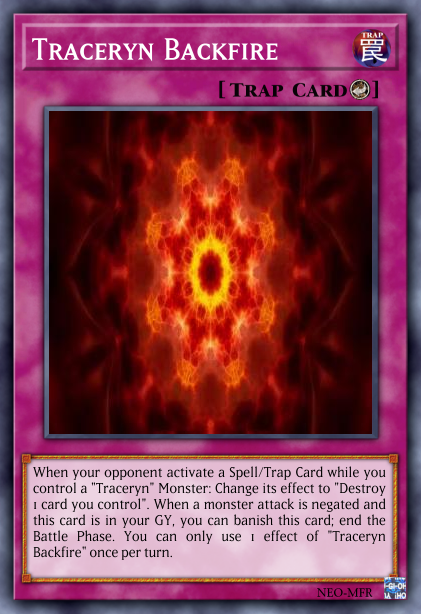 Traceryn Backfire
TRAP
罠
[ Trap Card ]
When your opponent activate a Spell/Trap Card while you
control a "Traceryn" Monster: Change its effect to "Destroy
1 card you control". When a monster attack is negated and
this card is in your GY, you can banish this card; end the
Battle Phase. You can only use 1 effect of "Traceryn
Backfire" once per turn.
NEO-MFR